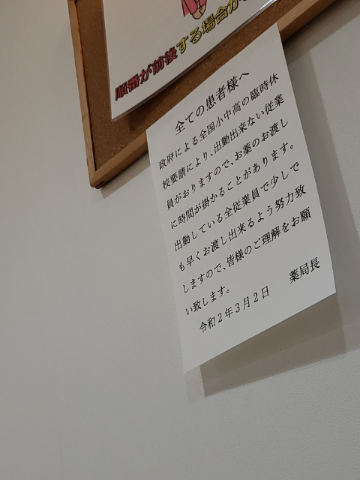 順番が前後する場合が
全ての患者様へ
政府による全国小中高の臨時休
校要請により、出勤出来ない従業
員がおりますので、お薬のお渡し
に時間が掛かることがあります。
出勤している全従業員で少しで
も早くお渡し出来るよう努力致
しますので、皆様のご理解をお願
い致します。
令和2年3月2日 薬局長